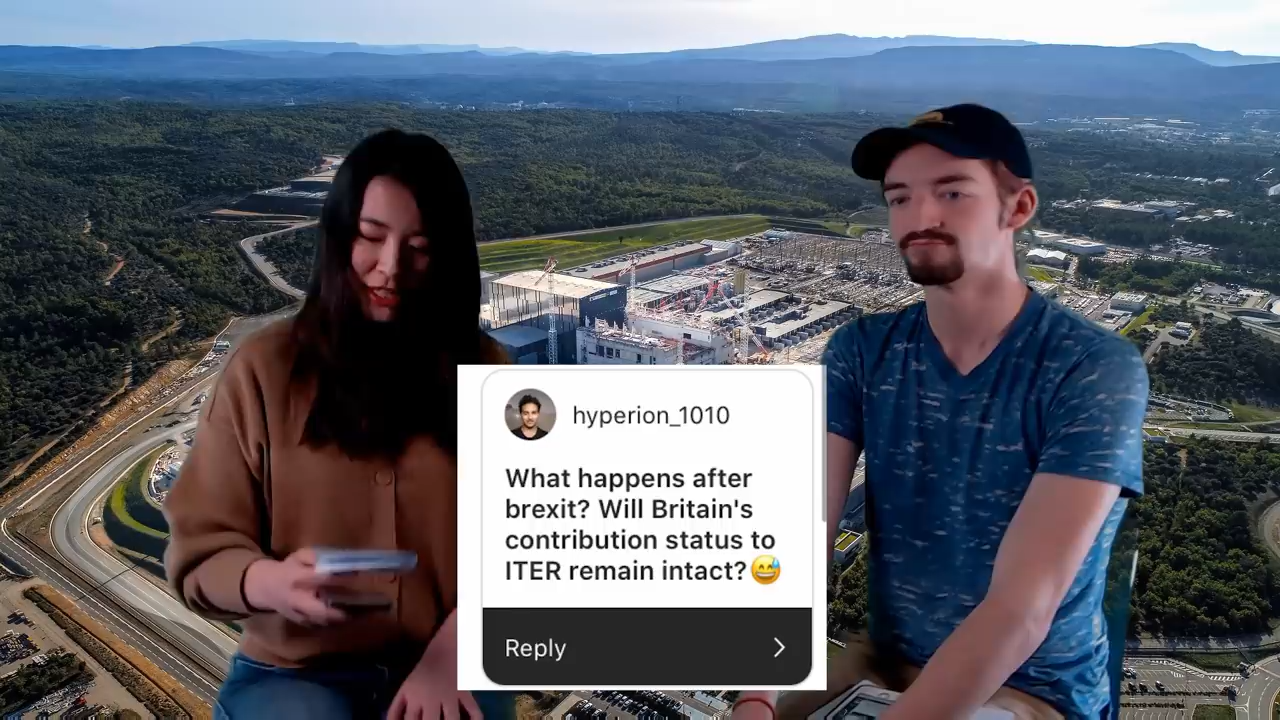 hyperion_1010
What happens after
brexit? Will Britain's
contribution status to
ITER remain intact?😅
Reply